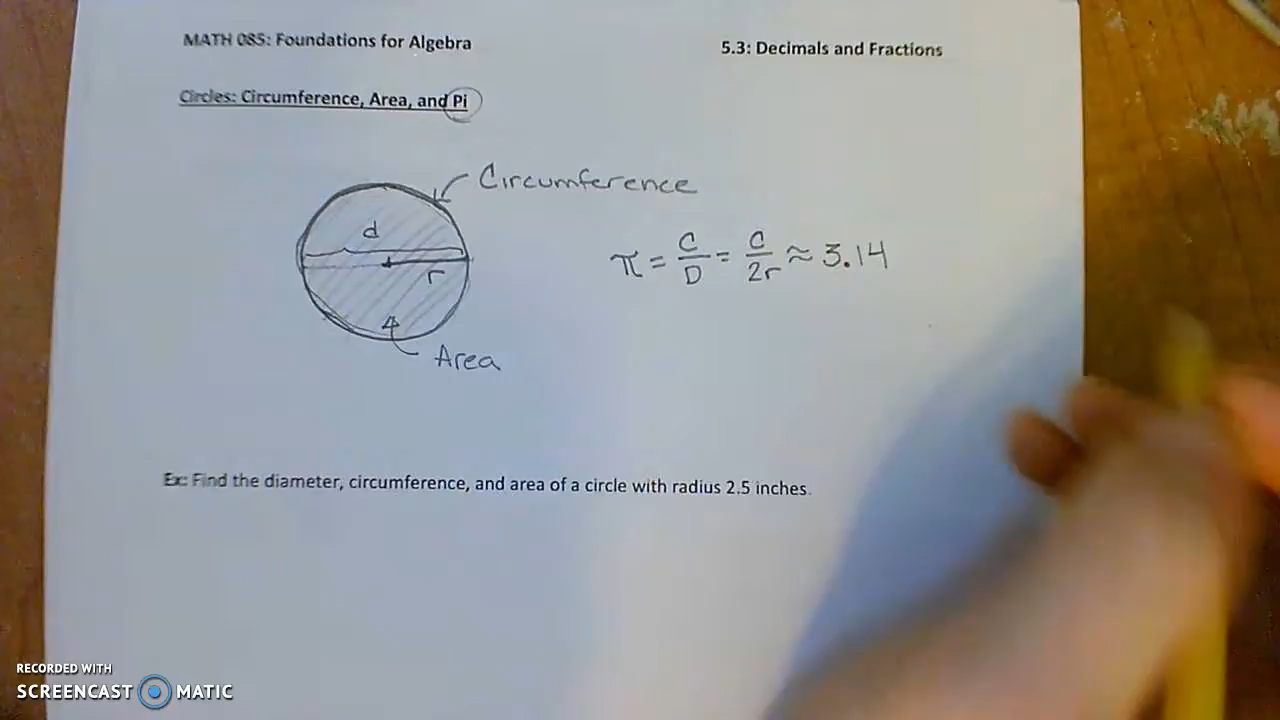 MATH 085: Foundations for Algebra
5.3: Decimals and Fractions
Circles: Circumference, Area, and Pi
Circumference
d
r
π = C/D = C/2r ≈ 3.14
Area
Ex: Find the diameter, circumference, and area of a circle with radius 2.5 inches.
RECORDED WITH
SCREENCAST MATIC